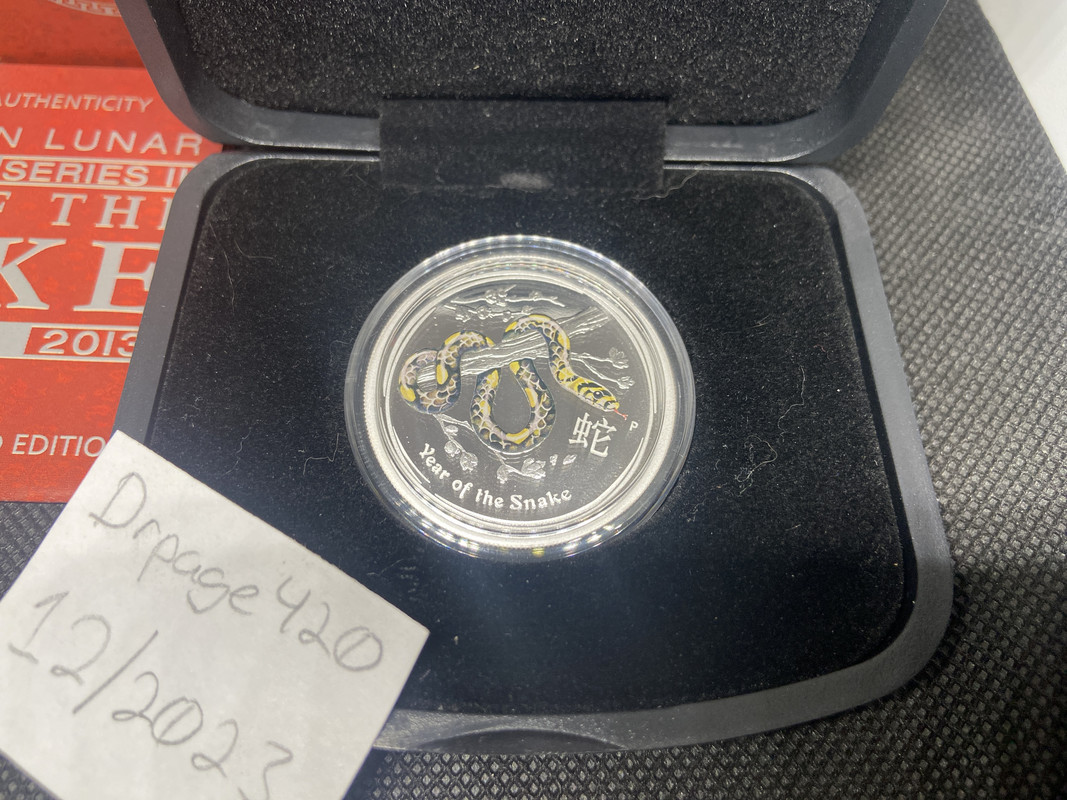 AUTHENTICITY
N LUNAR
SERIES II
F THE
KE
2013
D EDITIO
蛇
P
Year of the Snake
Drpage420
12/2023